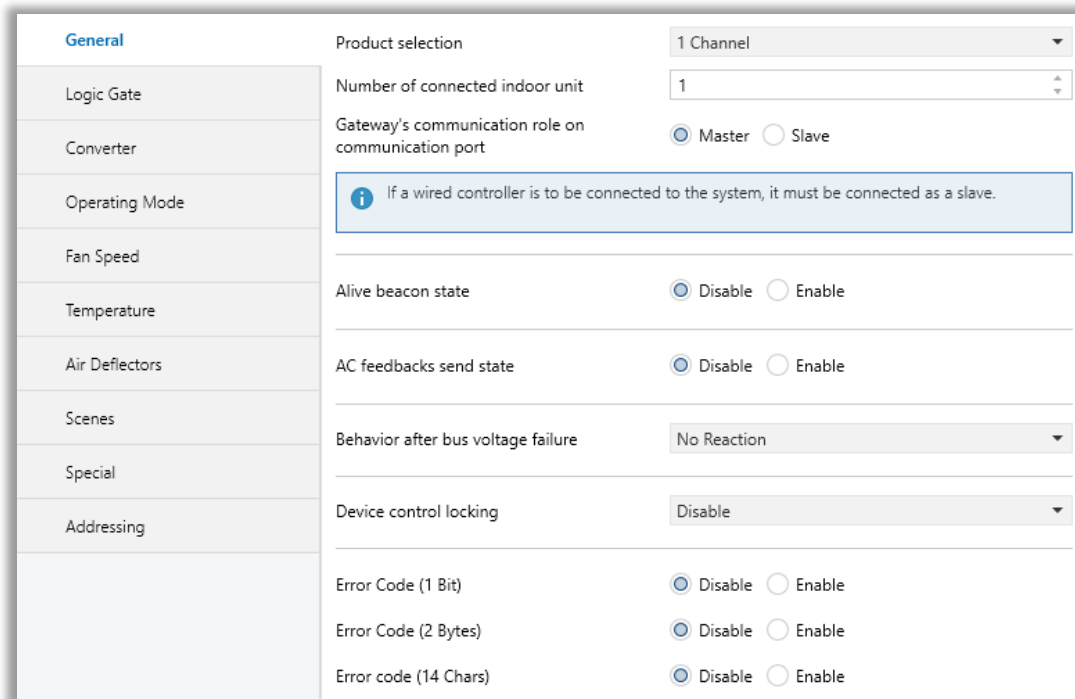 General
Logic Gate
Converter
Operating Mode
Fan Speed
Temperature
Air Deflectors
Scenes
Special
Addressing
Product selection
1 Channel
Number of connected indoor unit
1
Gateway's communication role on
communication port
Master Slave
If a wired controller is to be connected to the system, it must be connected as a slave.
Alive beacon state
Disable Enable
AC feedbacks send state
Disable Enable
Behavior after bus voltage failure
No Reaction
Device control locking
Disable
Error Code (1 Bit)
Disable Enable
Error Code (2 Bytes)
Disable Enable
Error code (14 Chars)
Disable Enable